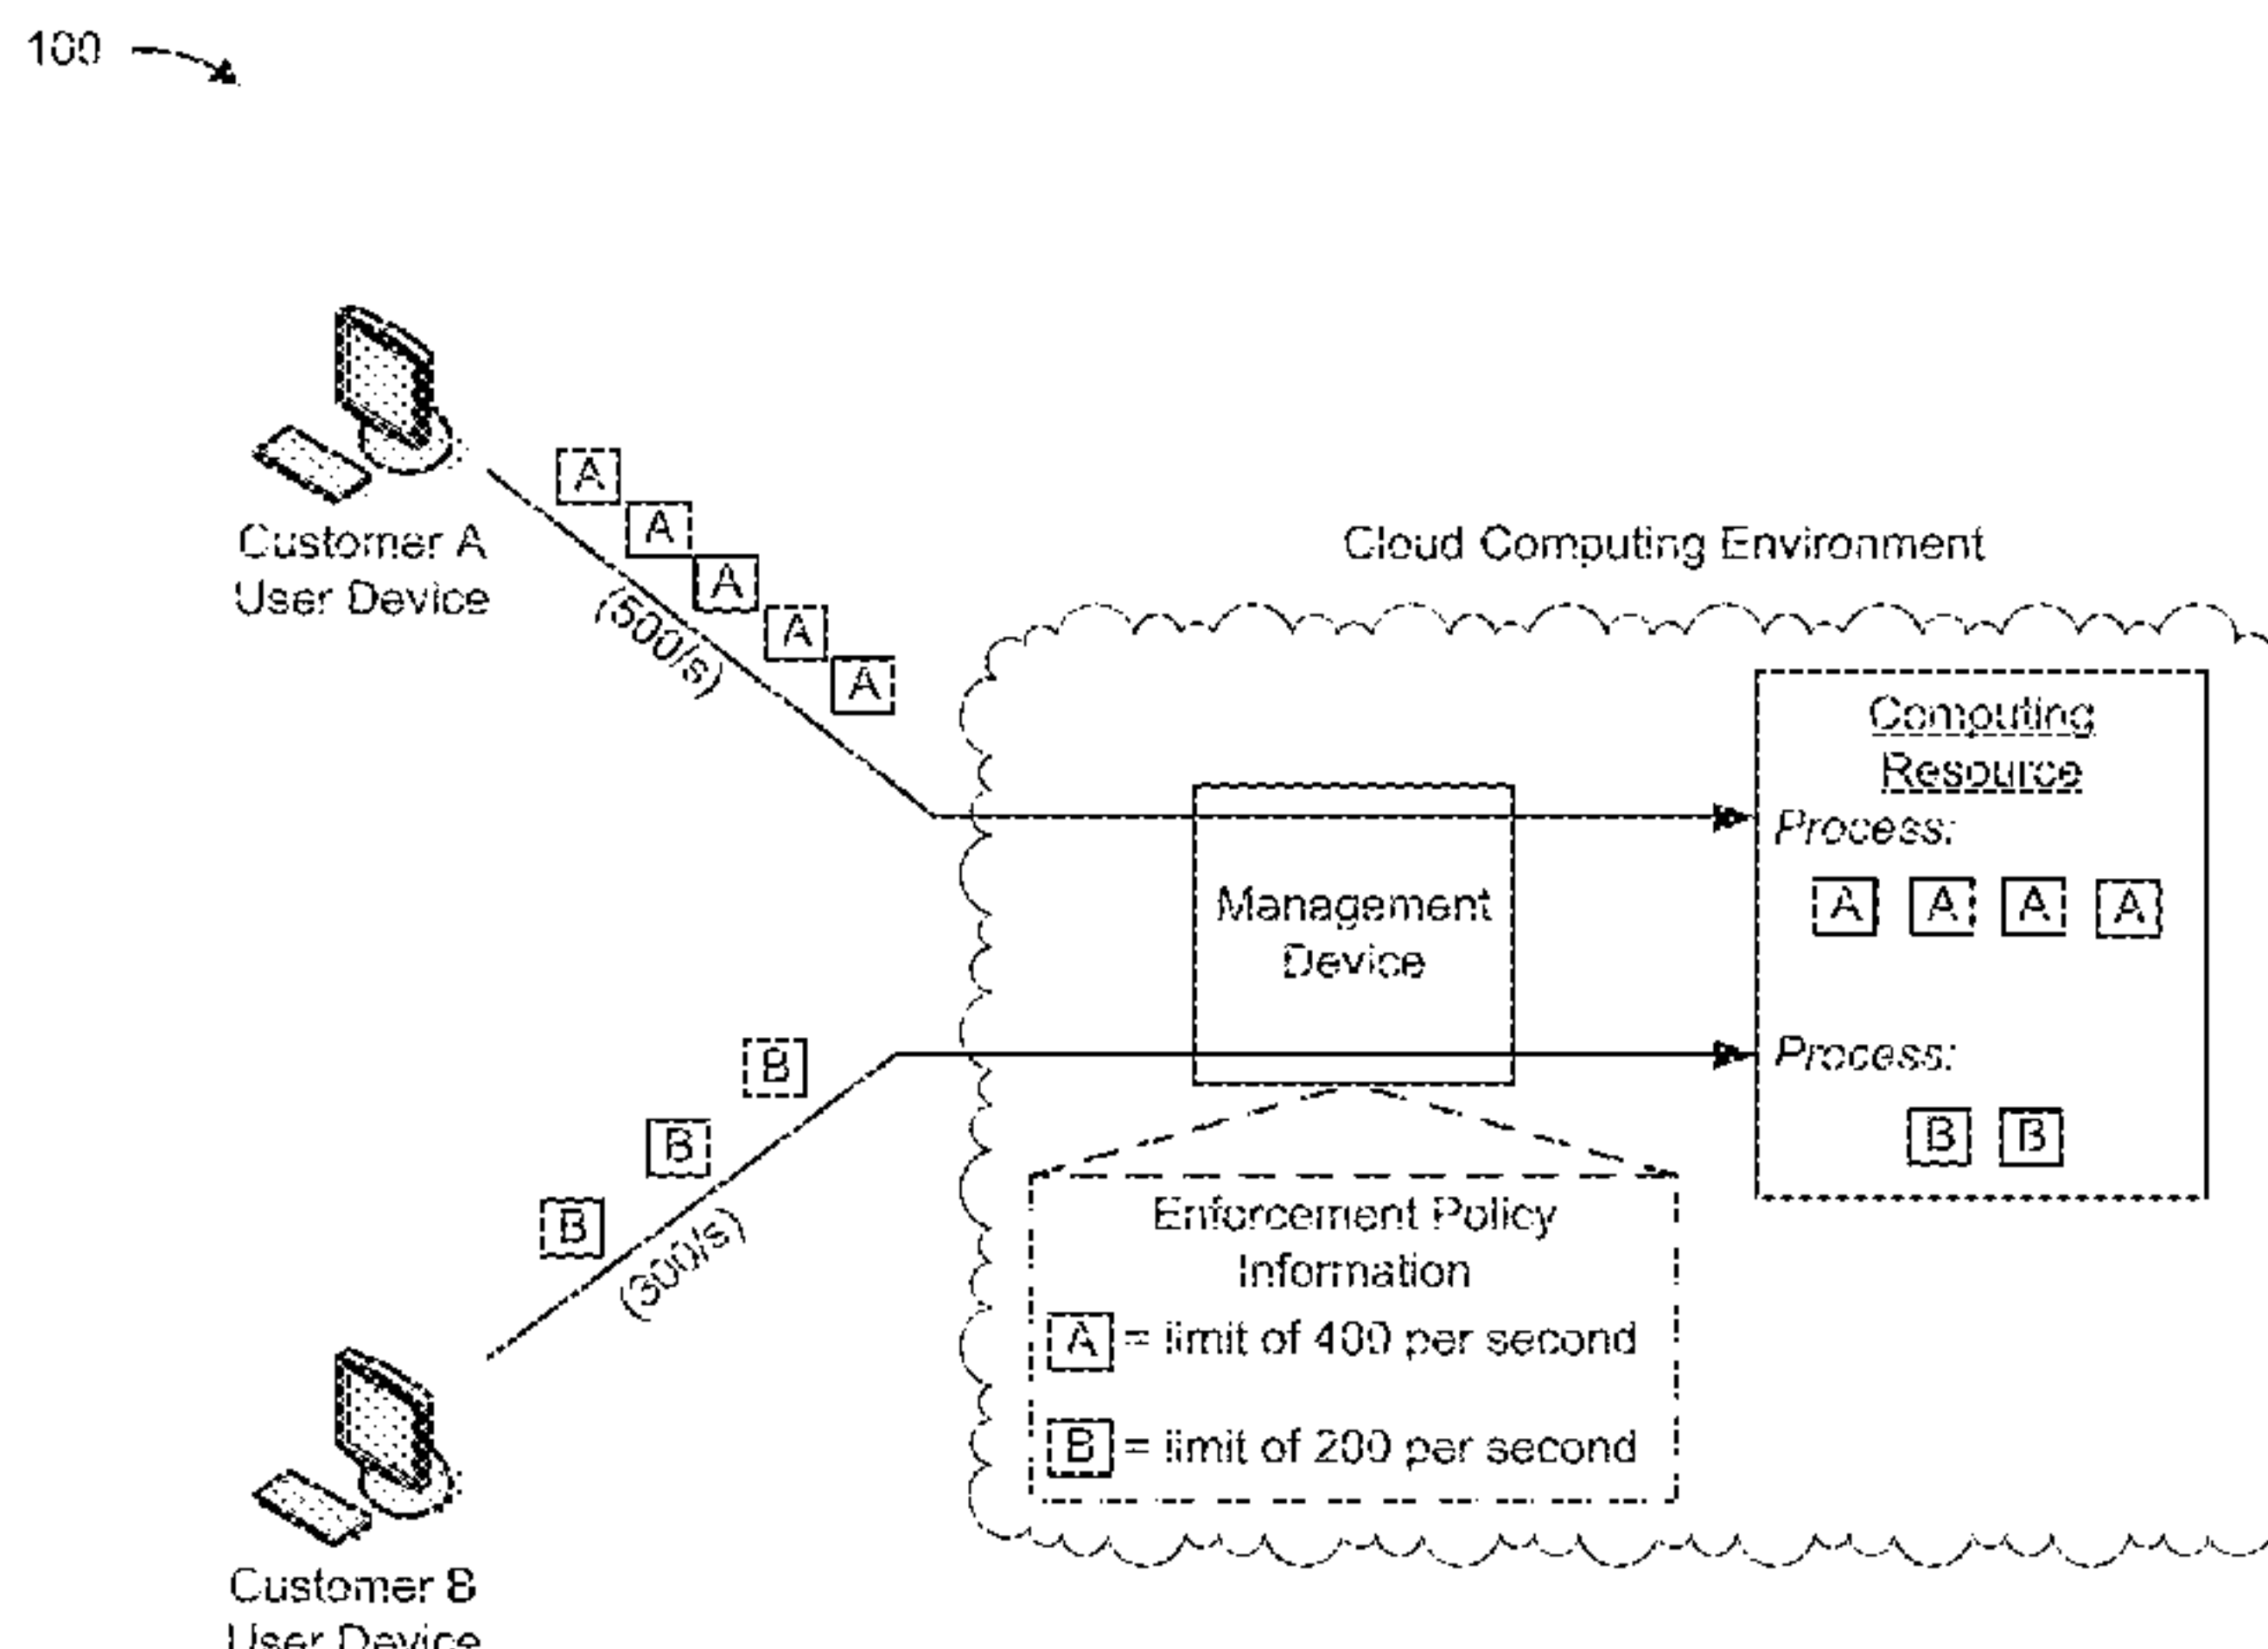 100
A
A
A
A
A
(500/s)
Customer A
User Device
Cloud Computing Environment
Computing
Resource
Process:
A A A A
Management
Device
Process:
B B
B
B
B
(300/s)
Enforcement Policy
Information
A = limit of 400 per second
B = limit of 200 per second
Customer B
User Device